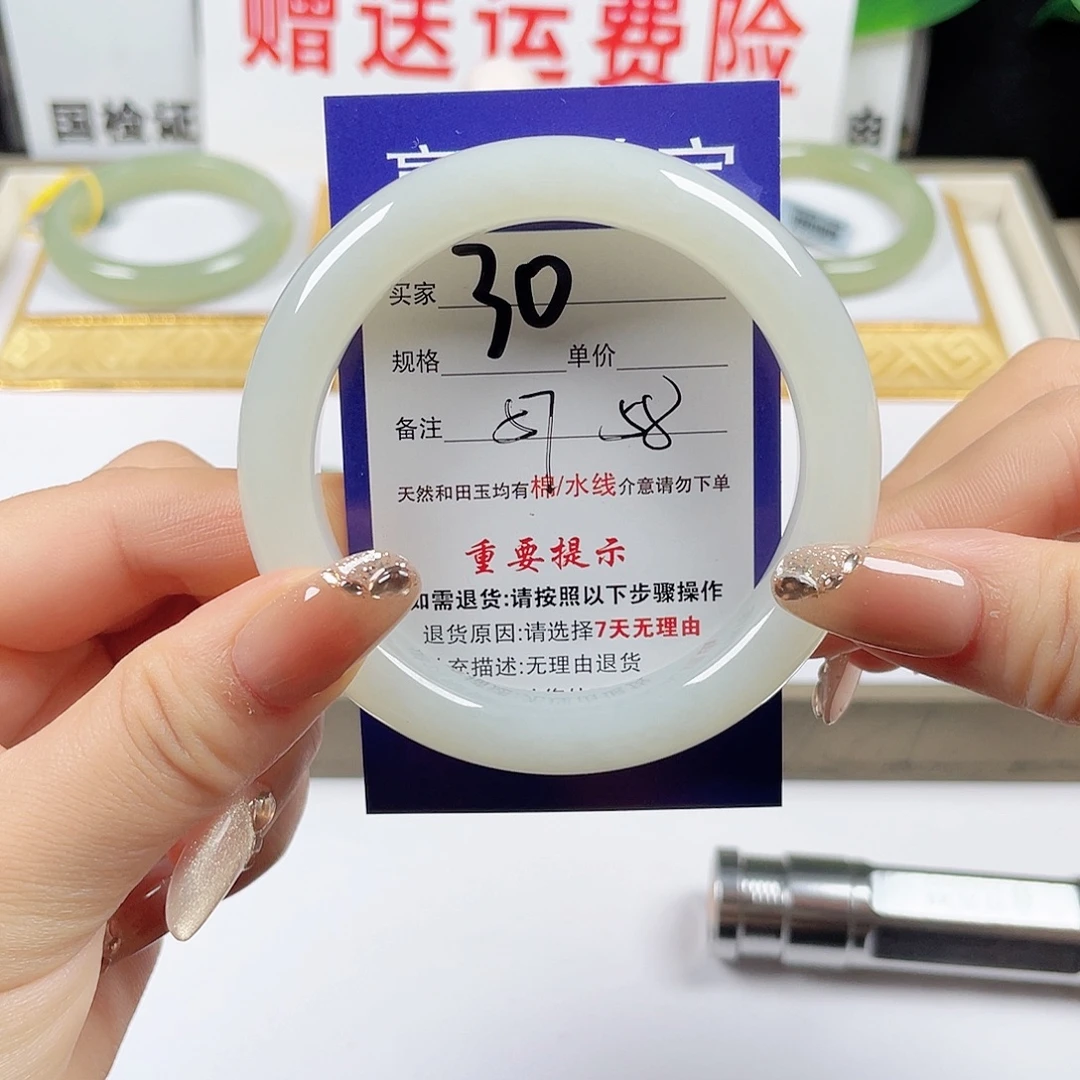 赠送运费险
国检证
买家 30
规格 单价
备注 58
天然和田玉均有棉/水线介意请勿下单
重要提示
如需退货:请按照以下步骤操作
退货原因:请选择7天无理由
充描述:无理由退货